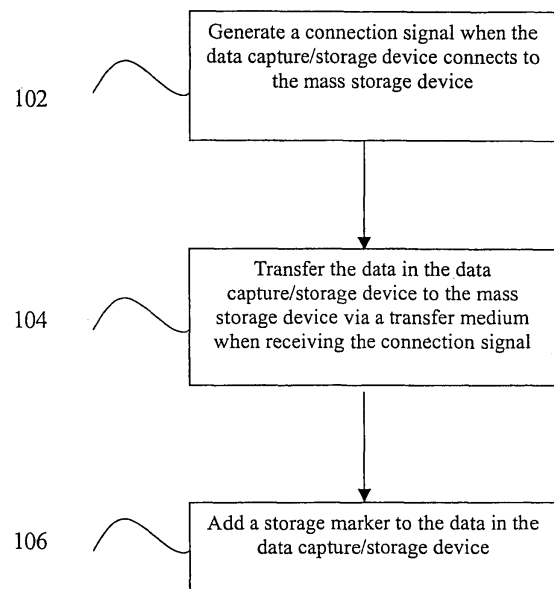 Generate a connection signal when the
data capture/storage device connects to
the mass storage device
102
Transfer the data in the data
capture/storage device to the mass
storage device via a transfer medium
when receiving the connection signal
104
Add a storage marker to the data in the
data capture/storage device
106